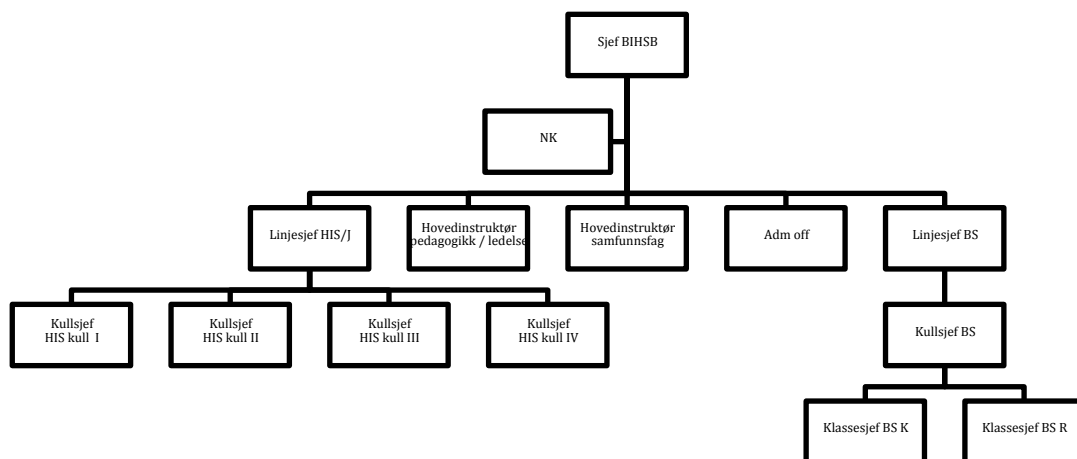 Sjef BIHSB
NK
Linjesjef HIS/J
Hovedinstruktør
pedagogikk / ledelse
Hovedinstruktør
samfunnsfag
Adm off
Linjesjef BS
Kullsjef
HIS kull  I
Kullsjef
HIS kull II
Kullsjef
HIS kull III
Kullsjef
HIS kull IV
Kullsjef BS
Klassesjef BS K
Klassesjef BS R